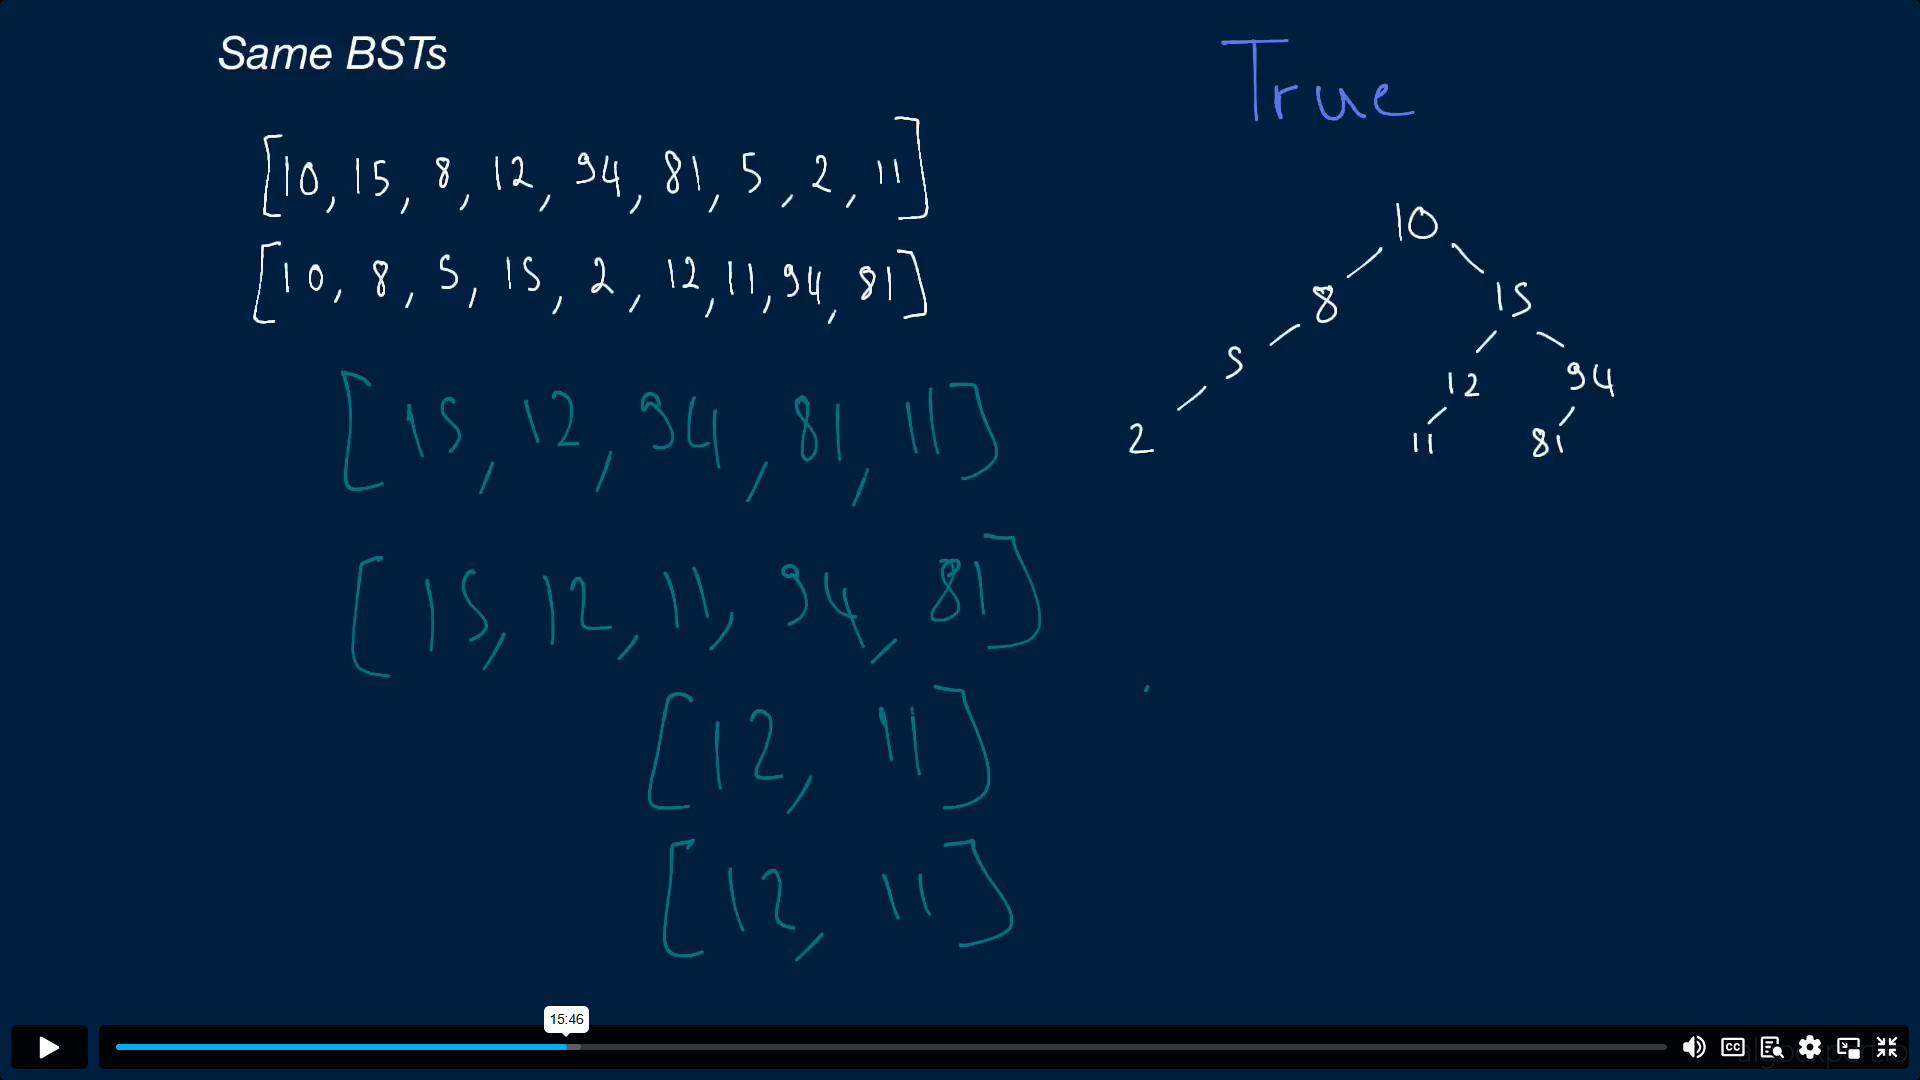 Same BSTs
True
[10, 15, 8, 12, 94, 81, 5, 2, 11]
[10, 8, 5, 15, 2, 12, 11, 94, 81]
10
8 15
5 12 94
2 11 81
[15, 12, 94, 81, 11]
[15, 12, 11, 94, 81]
[12, 11]
[12, 11]
15:46
CC